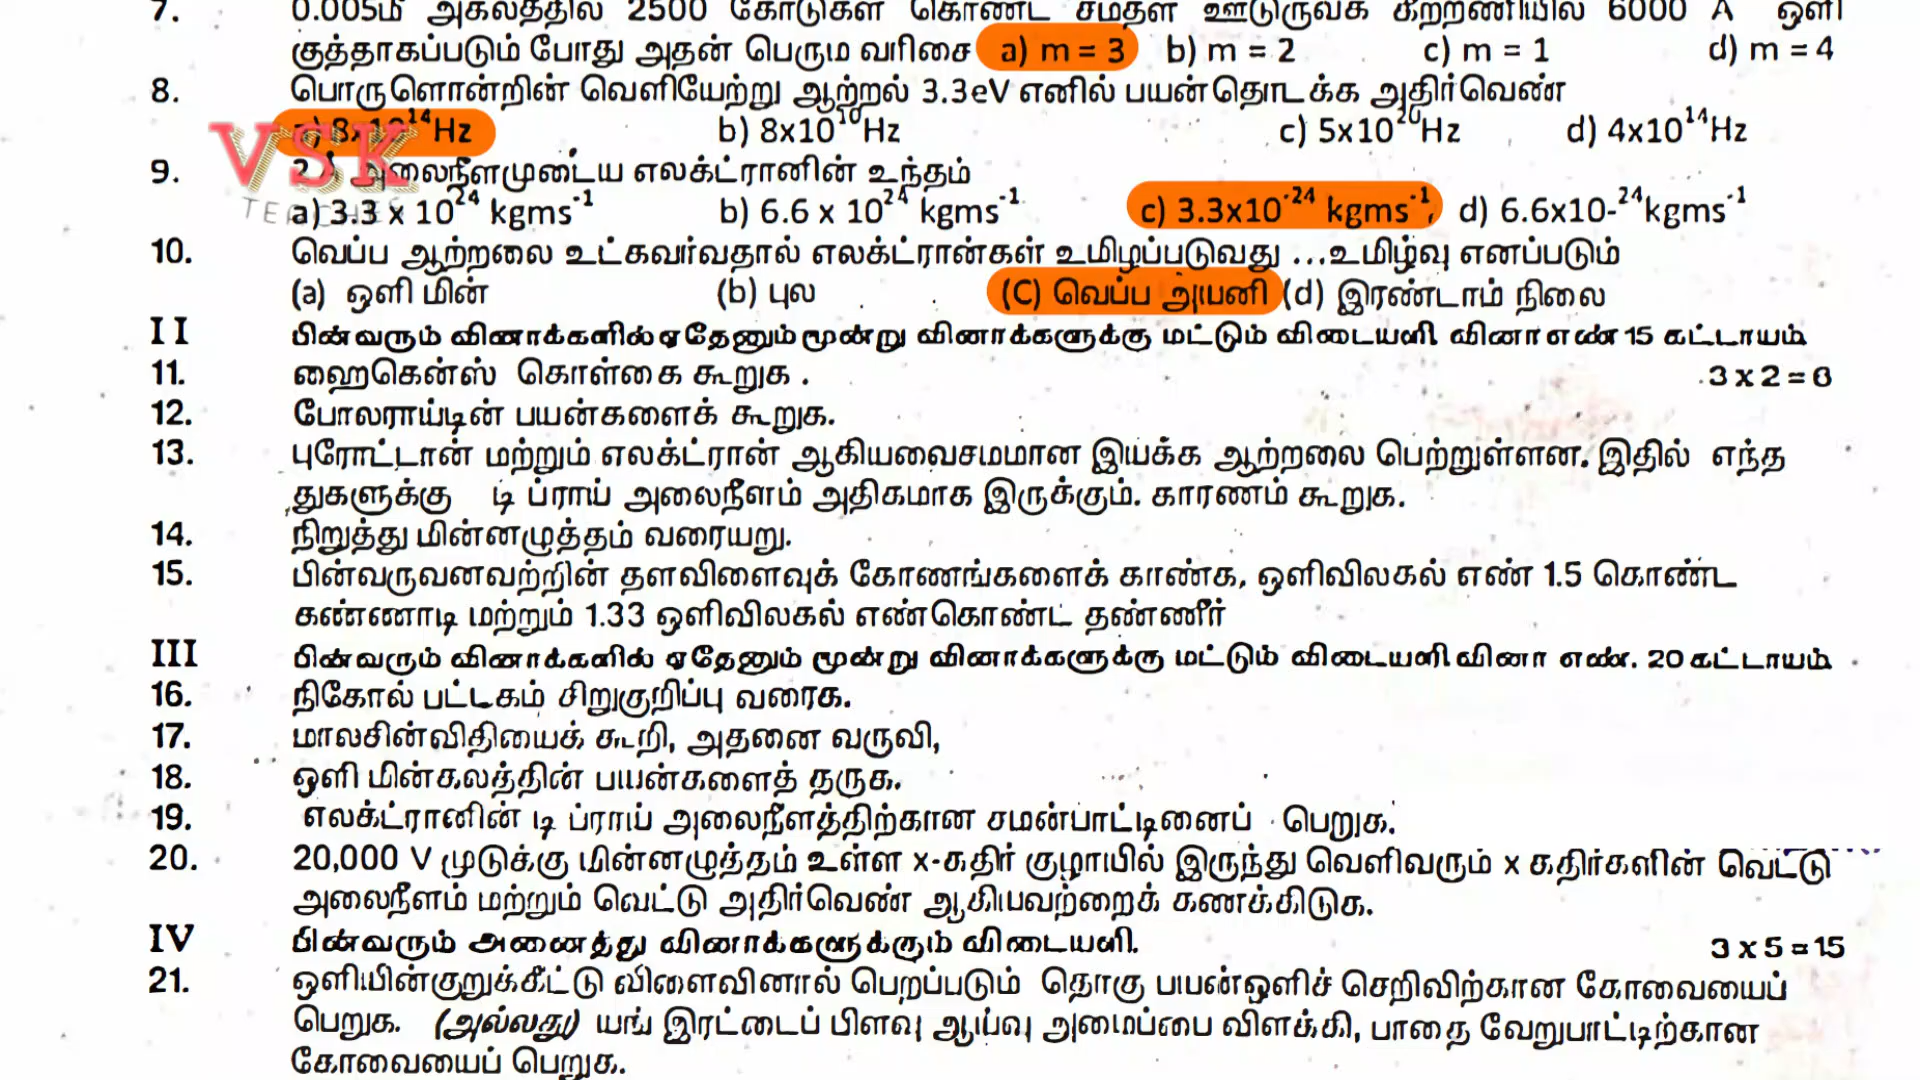 7. 0.005மீ அகலத்தில் 2500 கோடுகள் கொண்ட சமதள ஊடுருவக் கீற்றணியில் 6000 Å ஒளி
குத்தாகப்படும் போது அதன் பெரும வரிசை a) m = 3 b) m = 2 c) m = 1 d) m = 4
8. பொருளொன்றின் வெளியேற்று ஆற்றல் 3.3eV எனில் பயன்தொடக்க அதிர்வெண்
a) 8x10¹⁴Hz b) 8x10¹⁰Hz c) 5x10²⁰Hz d) 4x10¹⁴Hz
VSK
9. 2Å அலைநீளமுடைய எலக்ட்ரானின் உந்தம்
TEACHES
a) 3.3 x 10²⁴ kgms⁻¹ b) 6.6 x 10²⁴ kgms⁻¹ c) 3.3x10⁻²⁴ kgms⁻¹, d) 6.6x10-²⁴kgms⁻¹
10. வெப்ப ஆற்றலை உட்கவர்வதால் எலக்ட்ரான்கள் உமிழப்படுவது ...உமிழ்வு எனப்படும்
(a) ஒளி மின் (b) புல (C) வெப்ப அயனி (d) இரண்டாம் நிலை
II பின்வரும் வினாக்களில் ஏதேனும் மூன்று வினாக்களுக்கு மட்டும் விடையளி. வினா எண் 15 கட்டாயம்.
11. ஹைகென்ஸ் கொள்கை கூறுக . 3 x 2 = 6
12. போலராய்டின் பயன்களைக் கூறுக.
13. புரோட்டான் மற்றும் எலக்ட்ரான் ஆகியவைசமமான இயக்க ஆற்றலை பெற்றுள்ளன. இதில் எந்த
துகளுக்கு டி ப்ராய் அலைநீளம் அதிகமாக இருக்கும். காரணம் கூறுக.
14. நிறுத்து மின்னழுத்தம் வரையறு.
15. பின்வருவனவற்றின் தளவிளைவுக் கோணங்களைக் காண்க, ஒளிவிலகல் எண் 1.5 கொண்ட
கண்ணாடி மற்றும் 1.33 ஒளிவிலகல் எண்கொண்ட தண்ணீர்
III பின்வரும் வினாக்களில் ஏதேனும் மூன்று வினாக்களுக்கு மட்டும் விடையளி வினா எண். 20 கட்டாயம்.
16. நிகோல் பட்டகம் சிறுகுறிப்பு வரைக.
17. மாலசின்விதியைக் கூறி, அதனை வருவி,
18. ஒளி மின்கலத்தின் பயன்களைத் தருக.
19. எலக்ட்ரானின் டி ப்ராய் அலைநீளத்திற்கான சமன்பாட்டினைப் பெறுக.
20. 20,000 V முடுக்கு மின்னழுத்தம் உள்ள x-கதிர் குழாயில் இருந்து வெளிவரும் x கதிர்களின் வெட்டு
அலைநீளம் மற்றும் வெட்டு அதிர்வெண் ஆகியவற்றைக் கணக்கிடுக.
IV பின்வரும் அனைத்து வினாக்களுக்கும் விடையளி. 3 x 5 = 15
21. ஒளியின்குறுக்கீட்டு விளைவினால் பெறப்படும் தொகு பயன்ஒளிச் செறிவிற்கான கோவையைப்
பெறுக. (அல்லது) யங் இரட்டைப் பிளவு ஆய்வு அமைப்பை விளக்கி, பாதை வேறுபாட்டிற்கான
கோவையைப் பெறுக.